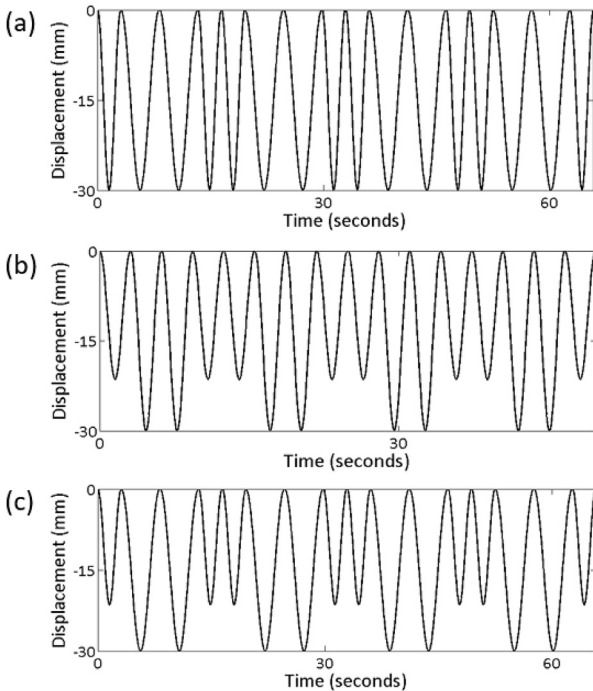 (a)
Displacement (mm)
0
-15
-30
0
30
60
Time (seconds)
(b)
Displacement (mm)
0
-15
-30
0
30
Time (seconds)
(c)
Displacement (mm)
0
-15
-30
0
30
60
Time (seconds)